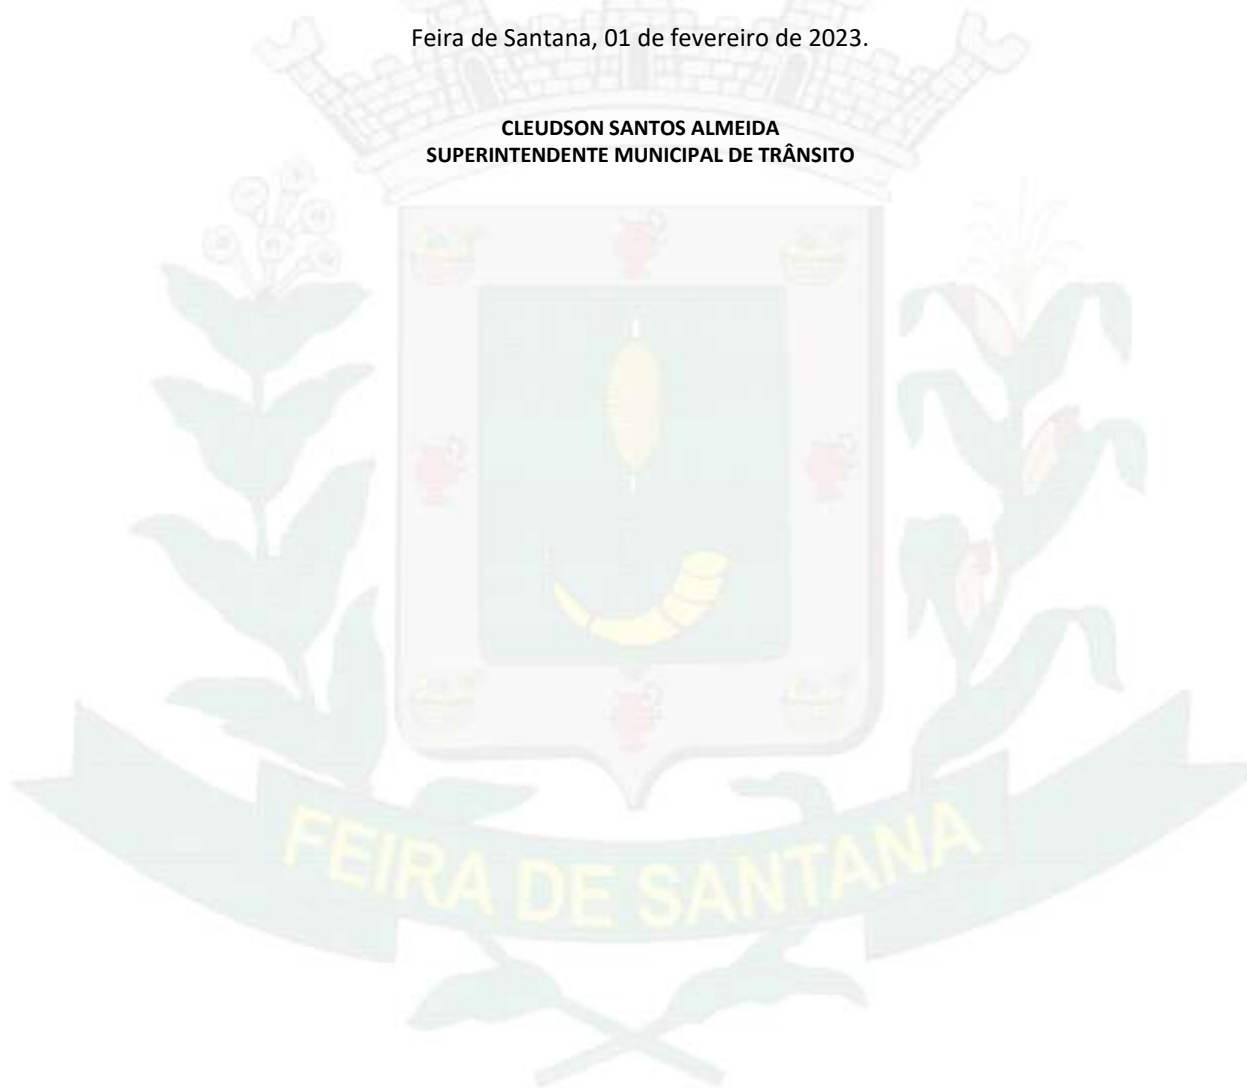 Feira de Santana, 01 de fevereiro de 2023.
CLEUDSON SANTOS ALMEIDA
SUPERINTENDENTE MUNICIPAL DE TRÂNSITO
FEIRA DE SANTANA